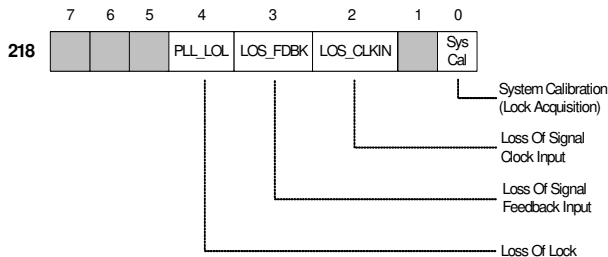 7 6 5 4 3 2 1 0
218 PLL_LOL LOS_FDBK LOS_CLKIN Sys
Cal
System Calibration
(Lock Acquisition)
Loss Of Signal
Clock Input
Loss Of Signal
Feedback Input
Loss Of Lock